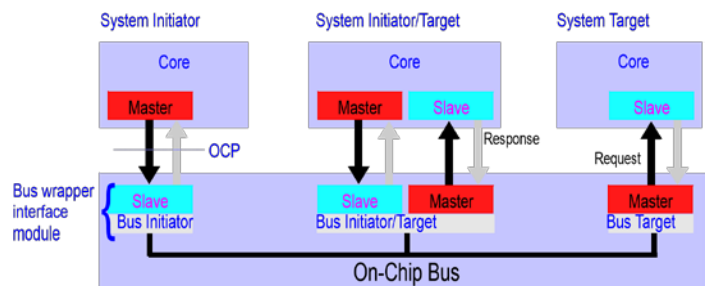 System Initiator
System Initiator/Target
System Target
Core
Core
Core
Master
Master
Slave
Slave
Response
OCP
Request
Bus wrapper
interface
module
Slave
Slave
Master
Master
Bus Initiator
Bus Initiator/Target
Bus Target
On-Chip Bus